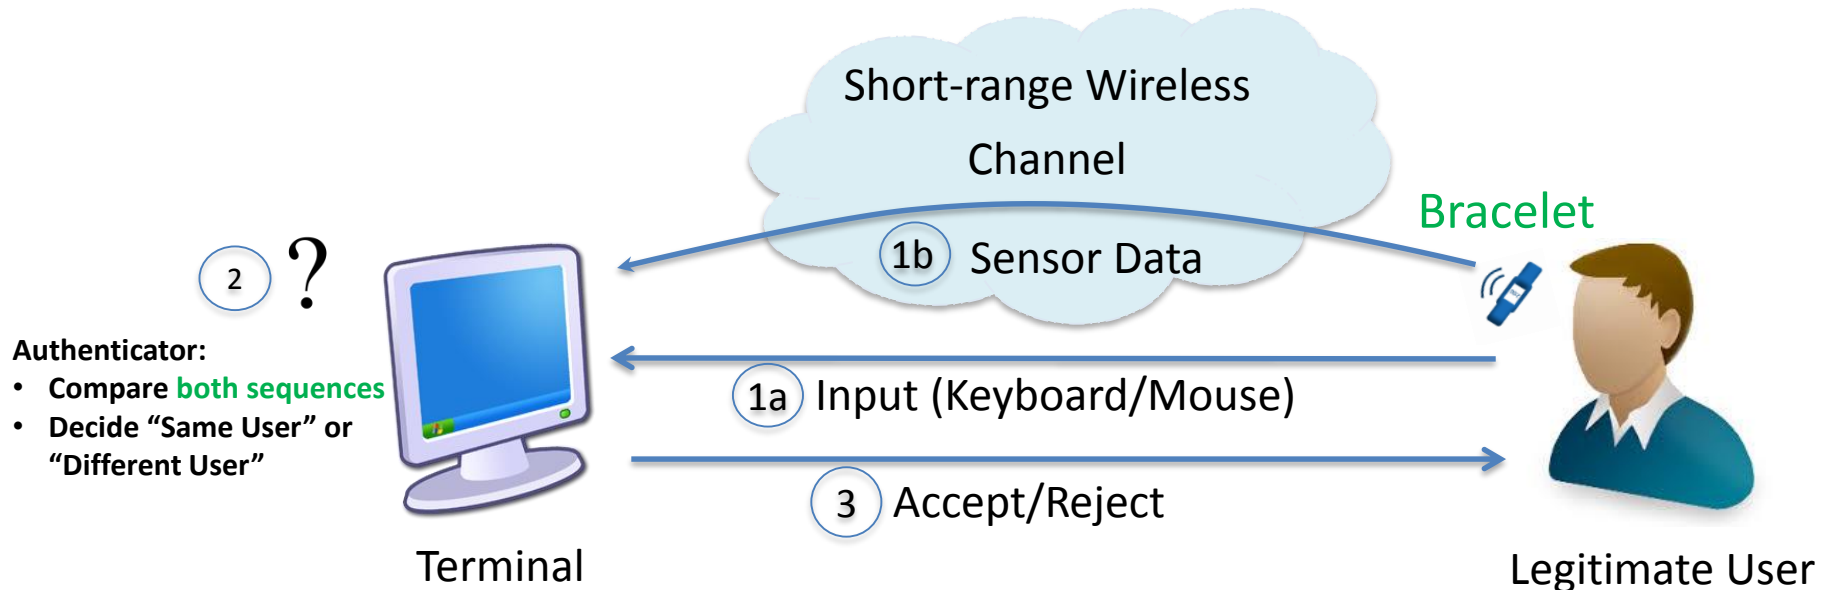 Short-range Wireless
Channel
Bracelet
1b Sensor Data
2 ?
Authenticator:
• Compare both sequences
• Decide “Same User” or
“Different User”
1a Input (Keyboard/Mouse)
3 Accept/Reject
Terminal
Legitimate User